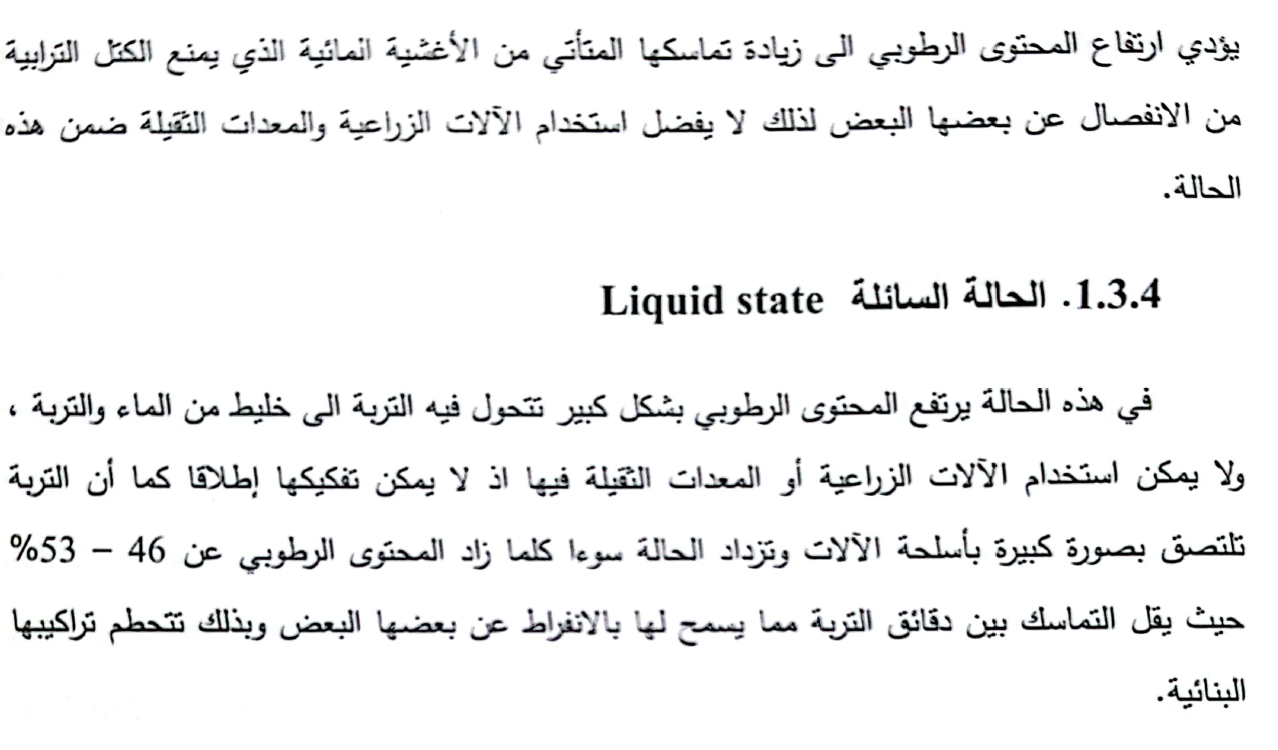 يؤدي ارتفاع المحتوى الرطوبي الى زيادة تماسكها المتأتي من الأغشية المائية الذي يمنع الكتل الترابية
من الانفصال عن بعضها البعض لذلك لا يفضل استخدام الآلات الزراعية والمعدات الثقيلة ضمن هذه
الحالة.
1.3.4. الحالة السائلة Liquid state
في هذه الحالة يرتفع المحتوى الرطوبي بشكل كبير تتحول فيه التربة الى خليط من الماء والتربة ،
ولا يمكن استخدام الآلات الزراعية أو المعدات الثقيلة فيها اذ لا يمكن تفكيكها إطلاقا كما أن التربة
تلتصق بصورة كبيرة بأسلحة الآلات وتزداد الحالة سوءا كلما زاد المحتوى الرطوبي عن 46 – 53%
حيث يقل التماسك بين دقائق التربة مما يسمح لها بالانفراط عن بعضها البعض وبذلك تتحطم تراكيبها
البنائية.